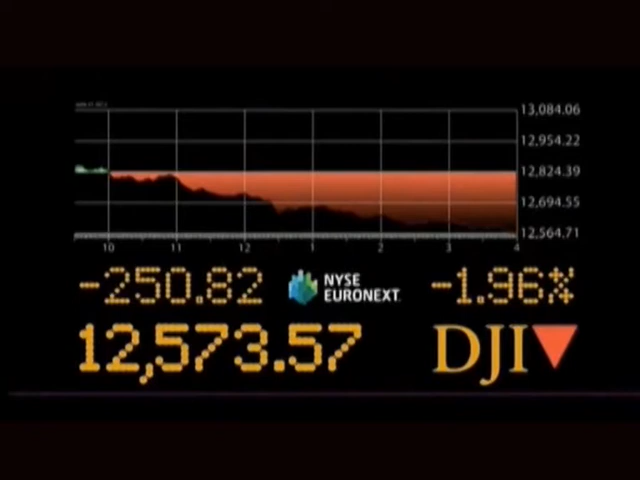 13,084.06
12,954.22
12,824.39
12,694.55
12,564.71
10 11 12 1 2 3 4
-250.82 NYSE EURONEXT -1.96%
12,573.57 DJI